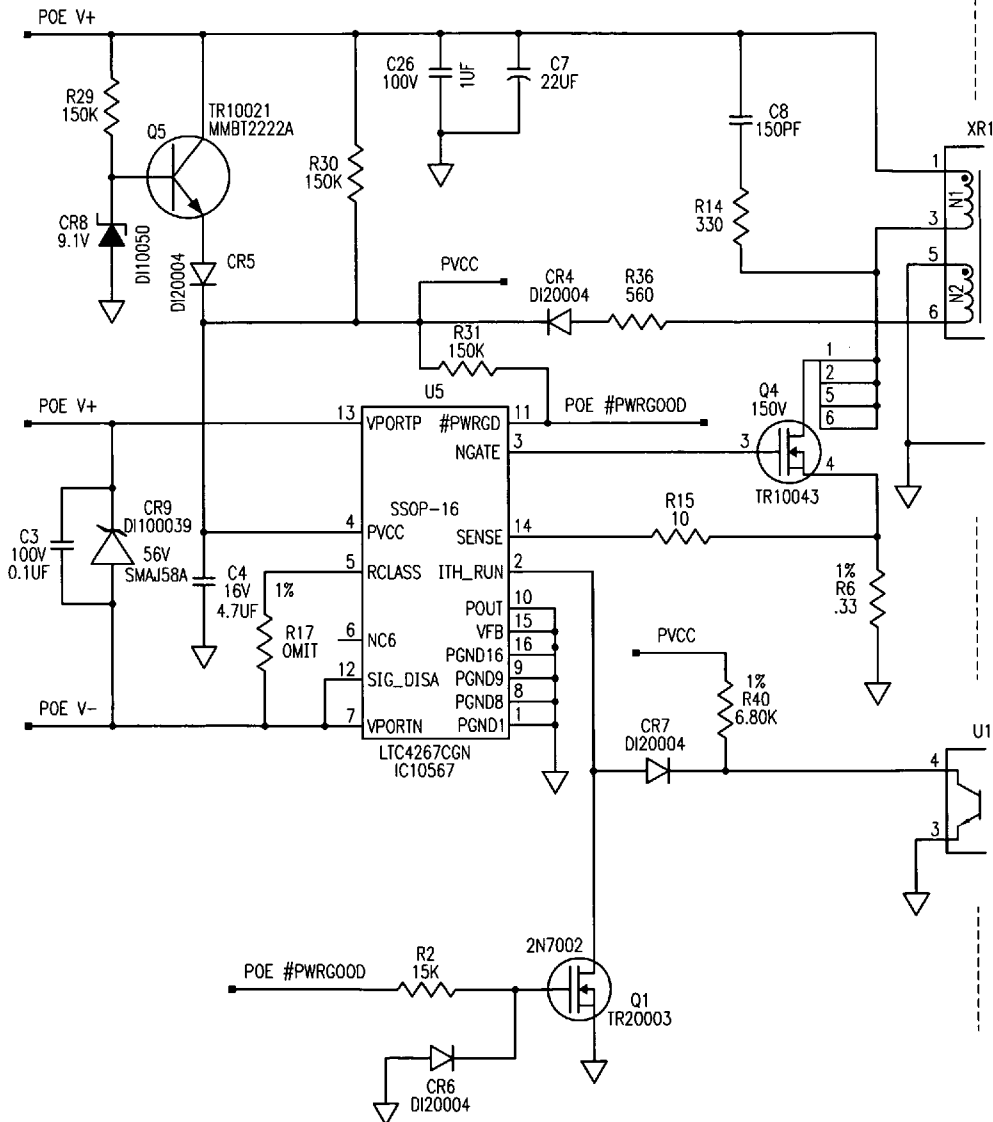 POE V+
R29
150K
TR10021
MMBT2222A
Q5
CR8
9.1V
DI10050
DI20004
CR5
R30
150K
C26
100V
1UF
C7
22UF
C8
150PF
R14
330
XR1
1
N1
3
5
N2
6
PVCC
CR4
DI20004
R36
560
R31
150K
POE V+
U5
13
VPORTP
#PWRGD
11
POE #PWRGOOD
NGATE
3
Q4
150V
1
2
5
6
3
4
TR10043
SSOP-16
C3
100V
0.1UF
CR9
DI100039
56V
SMAJ58A
4
PVCC
SENSE
14
R15
10
C4
16V
4.7UF
5
RCLASS
ITH_RUN
2
1%
R17
OMIT
POUT
10
VFB
15
6
NC6
PGND16
16
12
SIG_DISA
PGND9
9
PGND8
8
POE V-
7
VPORTN
PGND1
1
LTC4267CGN
IC10567
1%
R6
.33
PVCC
1%
R40
6.80K
CR7
DI20004
U1
4
3
POE #PWRGOOD
R2
15K
2N7002
Q1
TR20003
CR6
DI20004